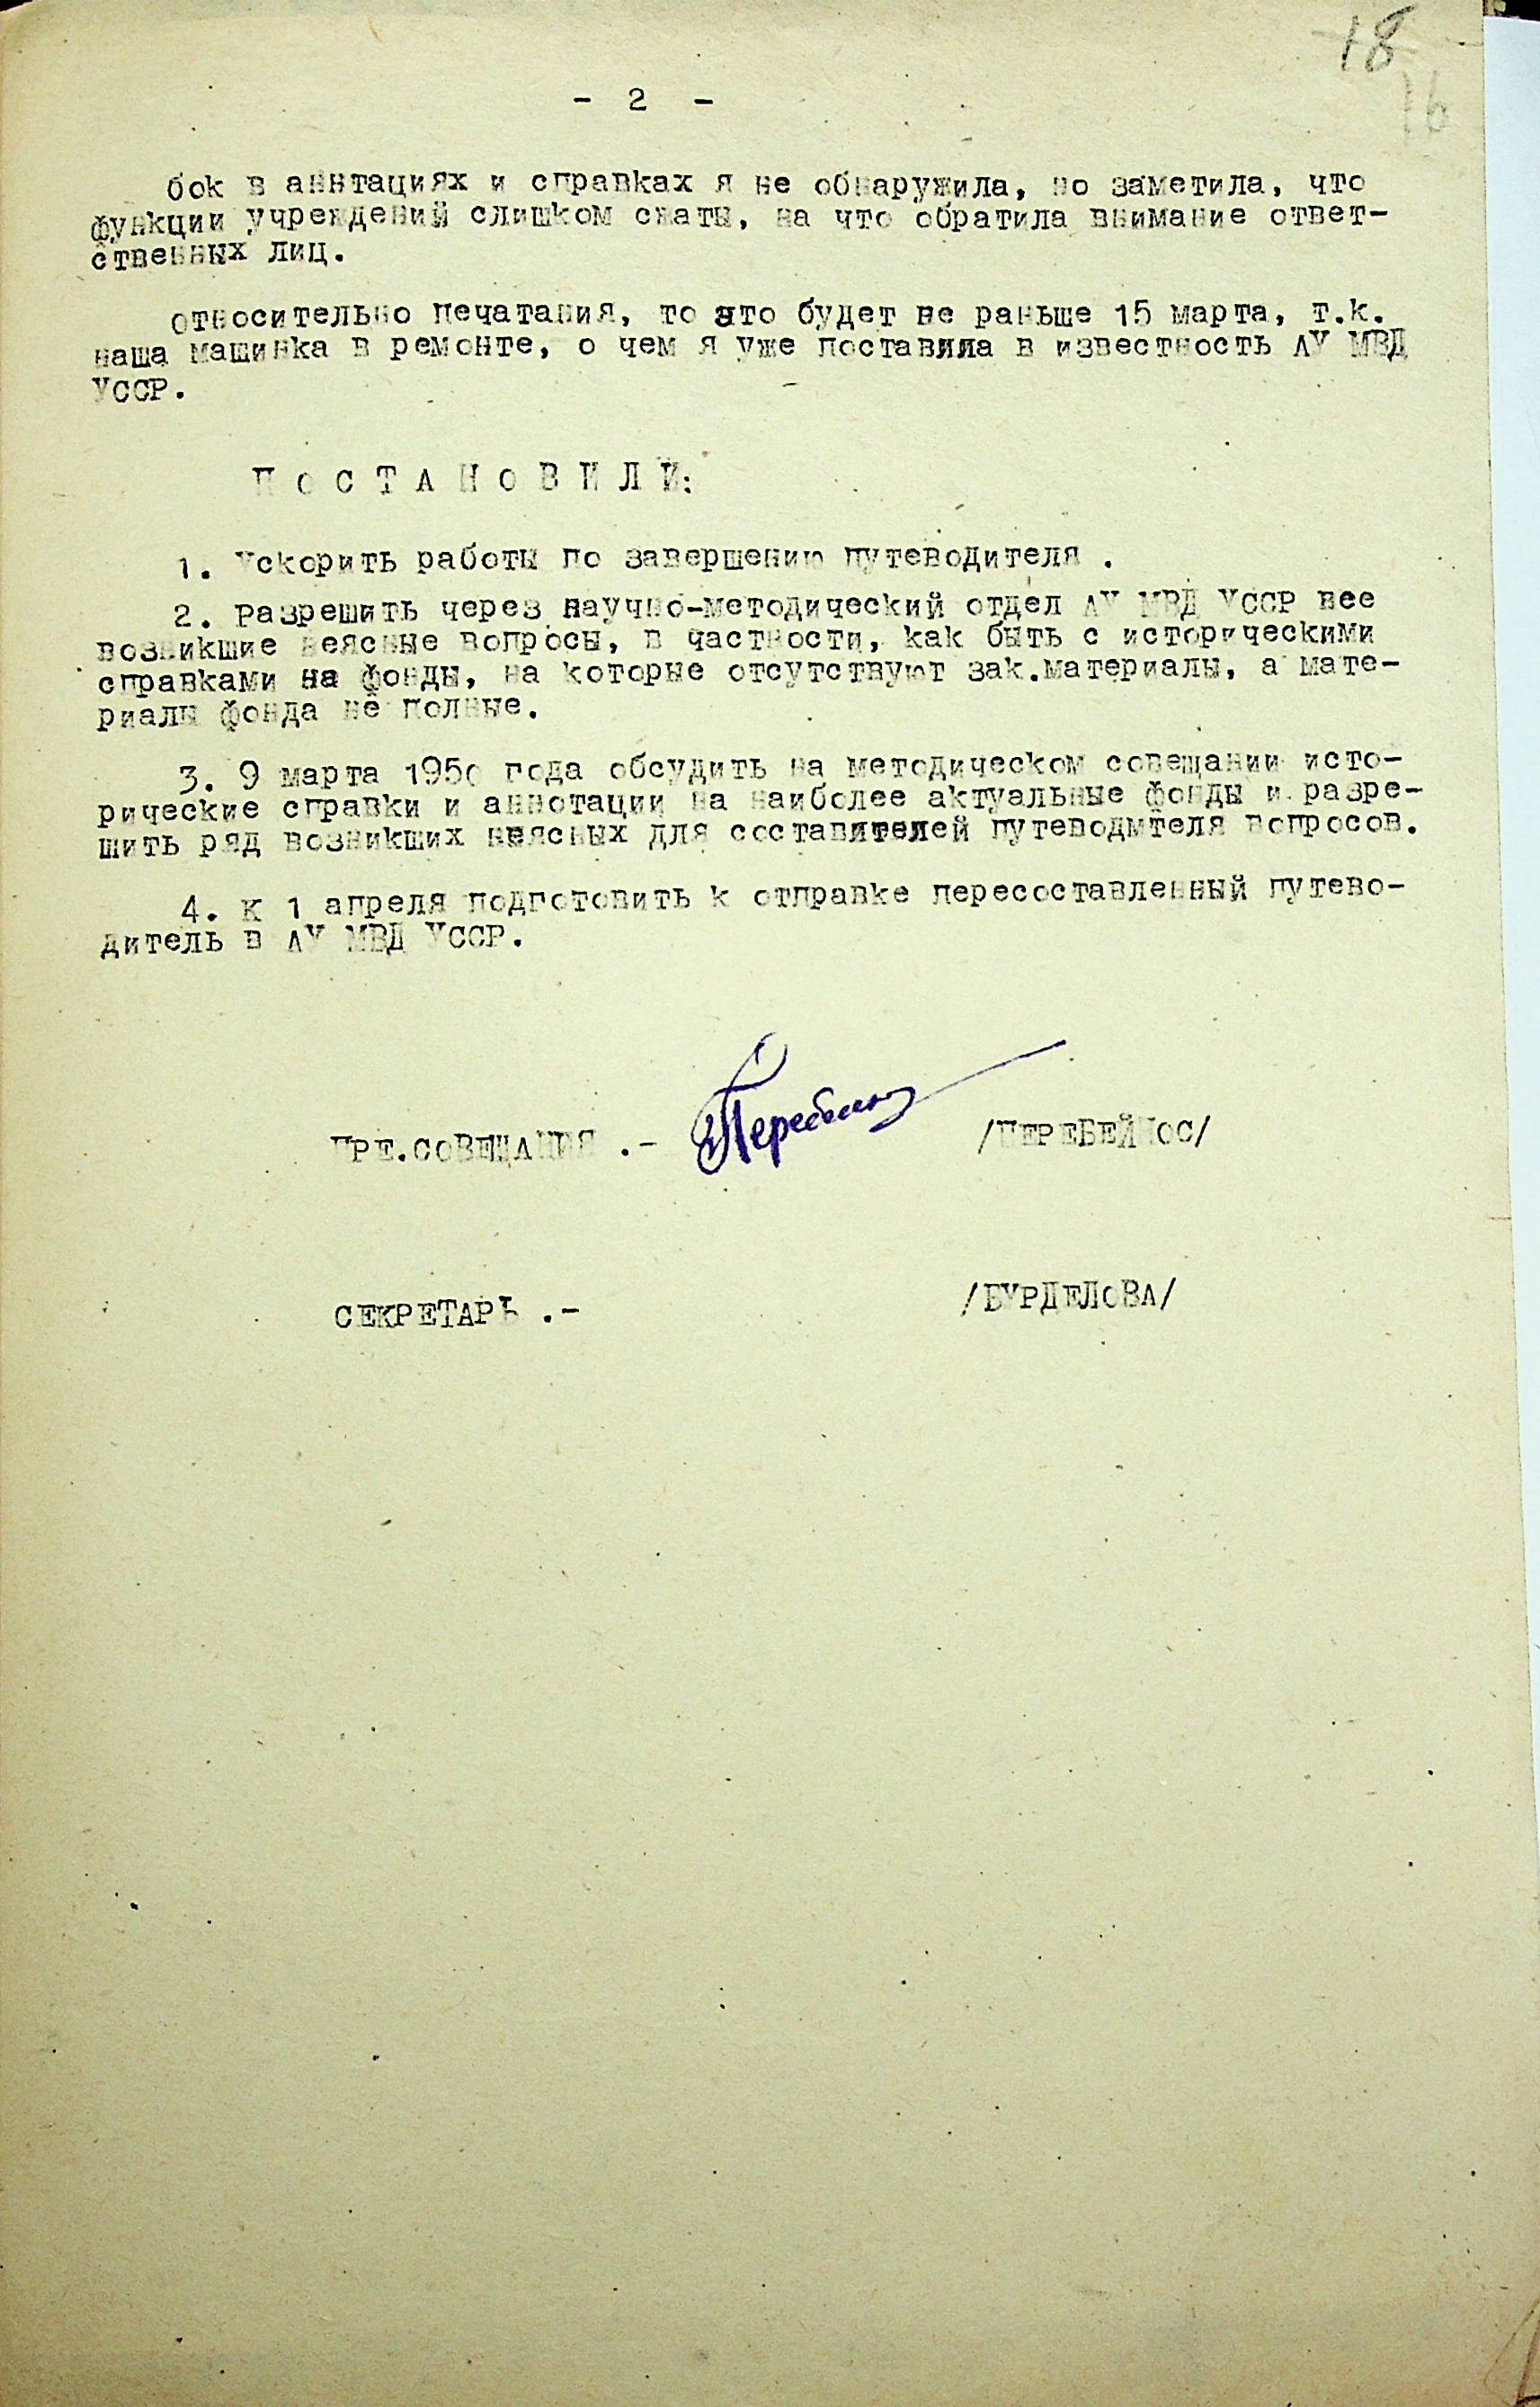 18
16
- 2 -
бок в аннтациях и справках я не обнаружила, но заметила, что
функции учреждений слишком сжаты, на что обратила внимание ответ-
ственных лиц.
относительно печатания, то это будет не раньше 15 марта, т.к.
наша машинка в ремонте, о чем я уже поставила в известность АУ МВД
УССР.
П О С Т А Н О В И Л И:
1. Ускорить работы по завершению путеводителя .
2. Разрешить через научно-методический отдел АУ МВД УССР все
возникшие неясные вопросы, в частности, как быть с историческими
справками на фонды, на которые отсутствуют зак.материалы, а мате-
риалы фонда не полные.
3. 9 марта 1950 года обсудить на методическом совещании исто-
рические справки и аннотации на наиболее актуальные фонды и разре-
шить ряд возникших неясных для составителей путеводителя вопросов.
4. К 1 апреля подготовить к отправке пересоставленный путево-
дитель в АУ МВД УССР.
ПРЕ.СОВЕЩАНИЯ .- /ПЕРЕБЕЙНОС/
СЕКРЕТАРЬ .- /БУРДЕЛОВА/